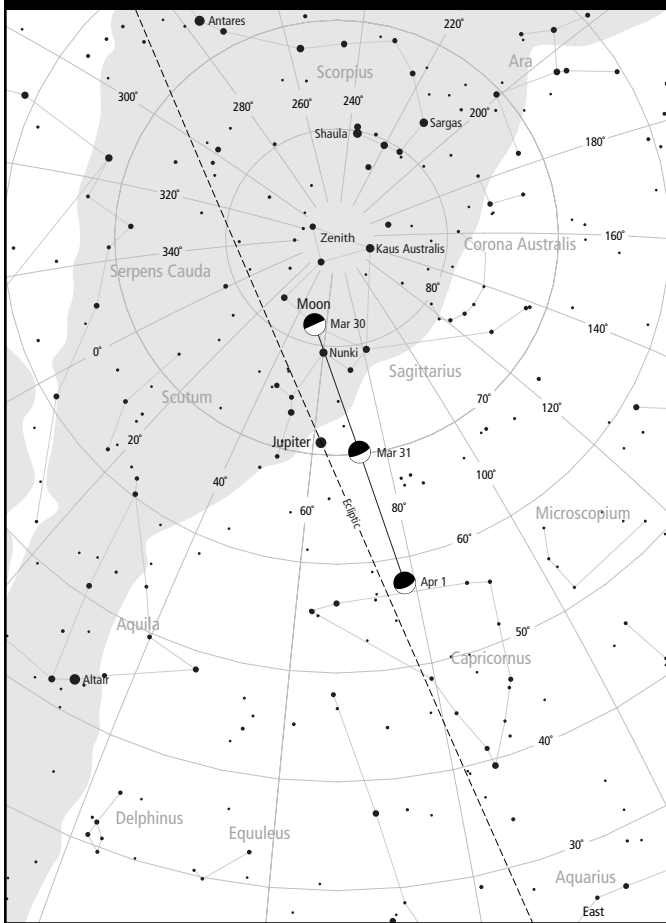 Antares
220°
Scorpius
Ara
300°
280°
260°
240°
200°
Shaula
Sargas
180°
320°
Zenith
160°
340°
Kaus Australis
Corona Australis
Serpens Cauda
80°
Moon
Mar 30
140°
0°
Nunki
Sagittarius
Scutum
70°
120°
20°
Jupiter
Mar 31
40°
100°
80°
60°
Ecliptic
Microscopium
60°
Apr 1
Aquila
50°
Capricornus
Altair
40°
Delphinus
Equuleus
30°
Aquarius
East